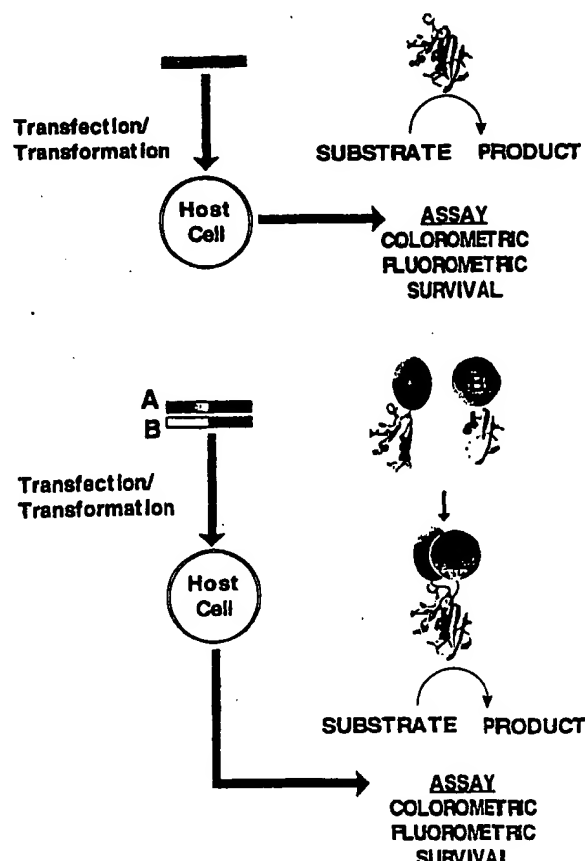 Transfection/
Transformation
Host
Cell
SUBSTRATE PRODUCT
ASSAY
COLOROMETRIC
FLUOROMETRIC
SURVIVAL
A
B
Transfection/
Transformation
Host
Cell
SUBSTRATE PRODUCT
ASSAY
COLOROMETRIC
FLUOROMETRIC
SURVIVAL